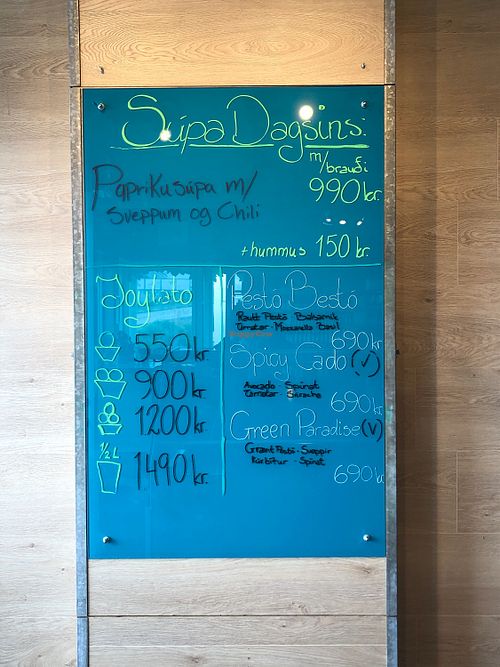 Súpa Dagsins:
m/brauði
990 kr.
Paprikusúpa m/
Sveppum og Chili
+ hummus 150 kr.
Joylato
550 kr
900 kr.
1200 kr
½ L
1490 kr.
Pestó Bestó
Rautt Pestó Balsamik
Tómatar - Mozzarella Basil
690 kr
Spicy Cado (V)
Avocado Spínat
Tómatar Siracha
690 kr
Green Paradise (V)
Grænt Pestó - Sveppir
Kúrbítur - Spínat
690 kr